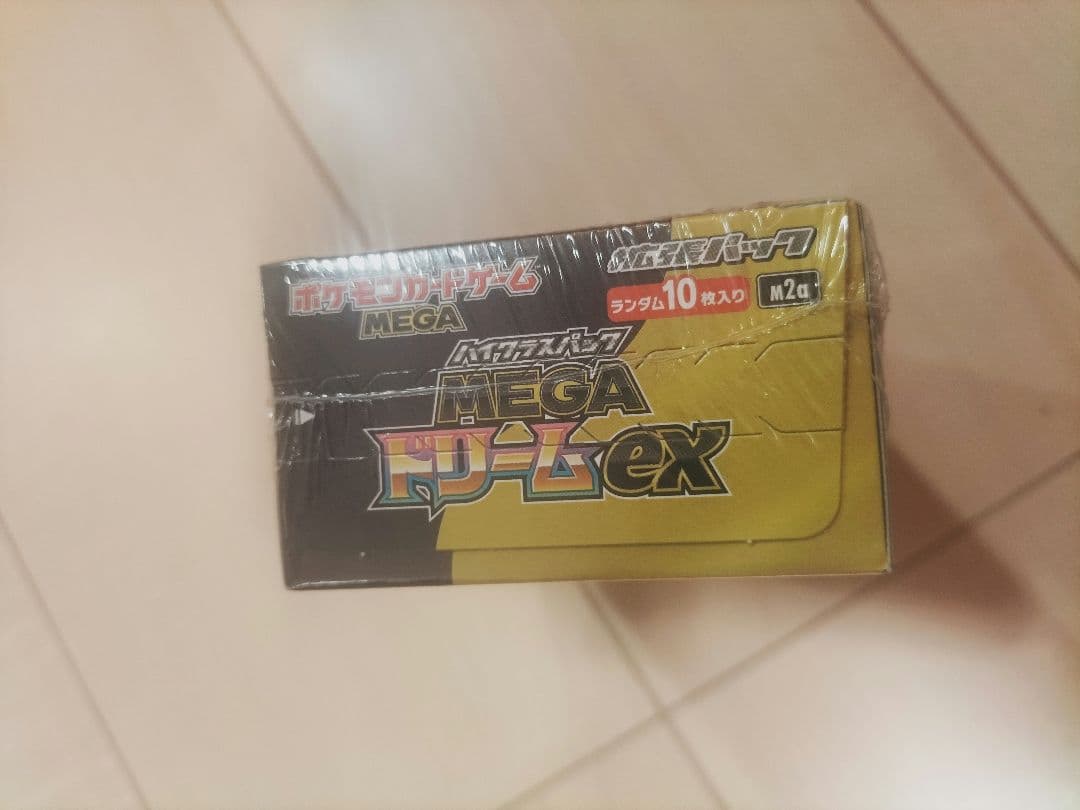 ポケモンカードゲーム
MEGA
拡張パック
ランダム10枚入り
M2a
ハイクラスパック
MEGA
ドリームex